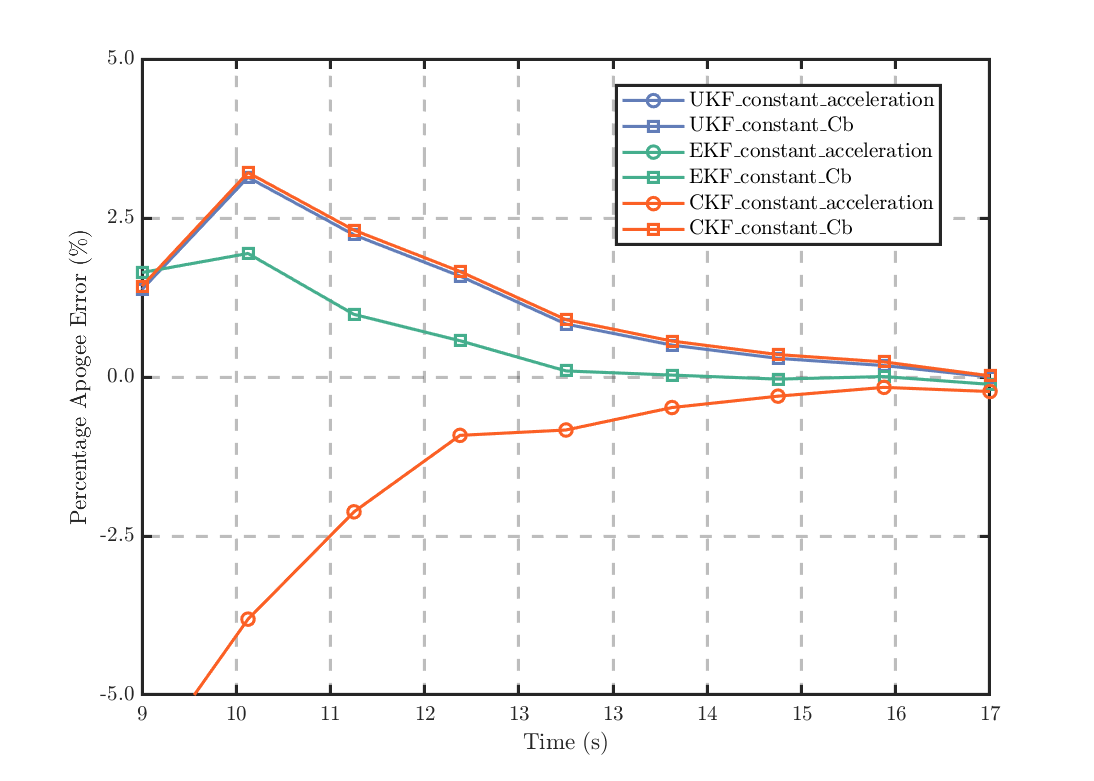 5.0
2.5
0.0
-2.5
-5.0
Percentage Apogee Error (%)
UKF_constant_acceleration
UKF_constant_Cb
EKF_constant_acceleration
EKF_constant_Cb
CKF_constant_acceleration
CKF_constant_Cb
9 10 11 12 13 13 14 15 16 17
Time (s)